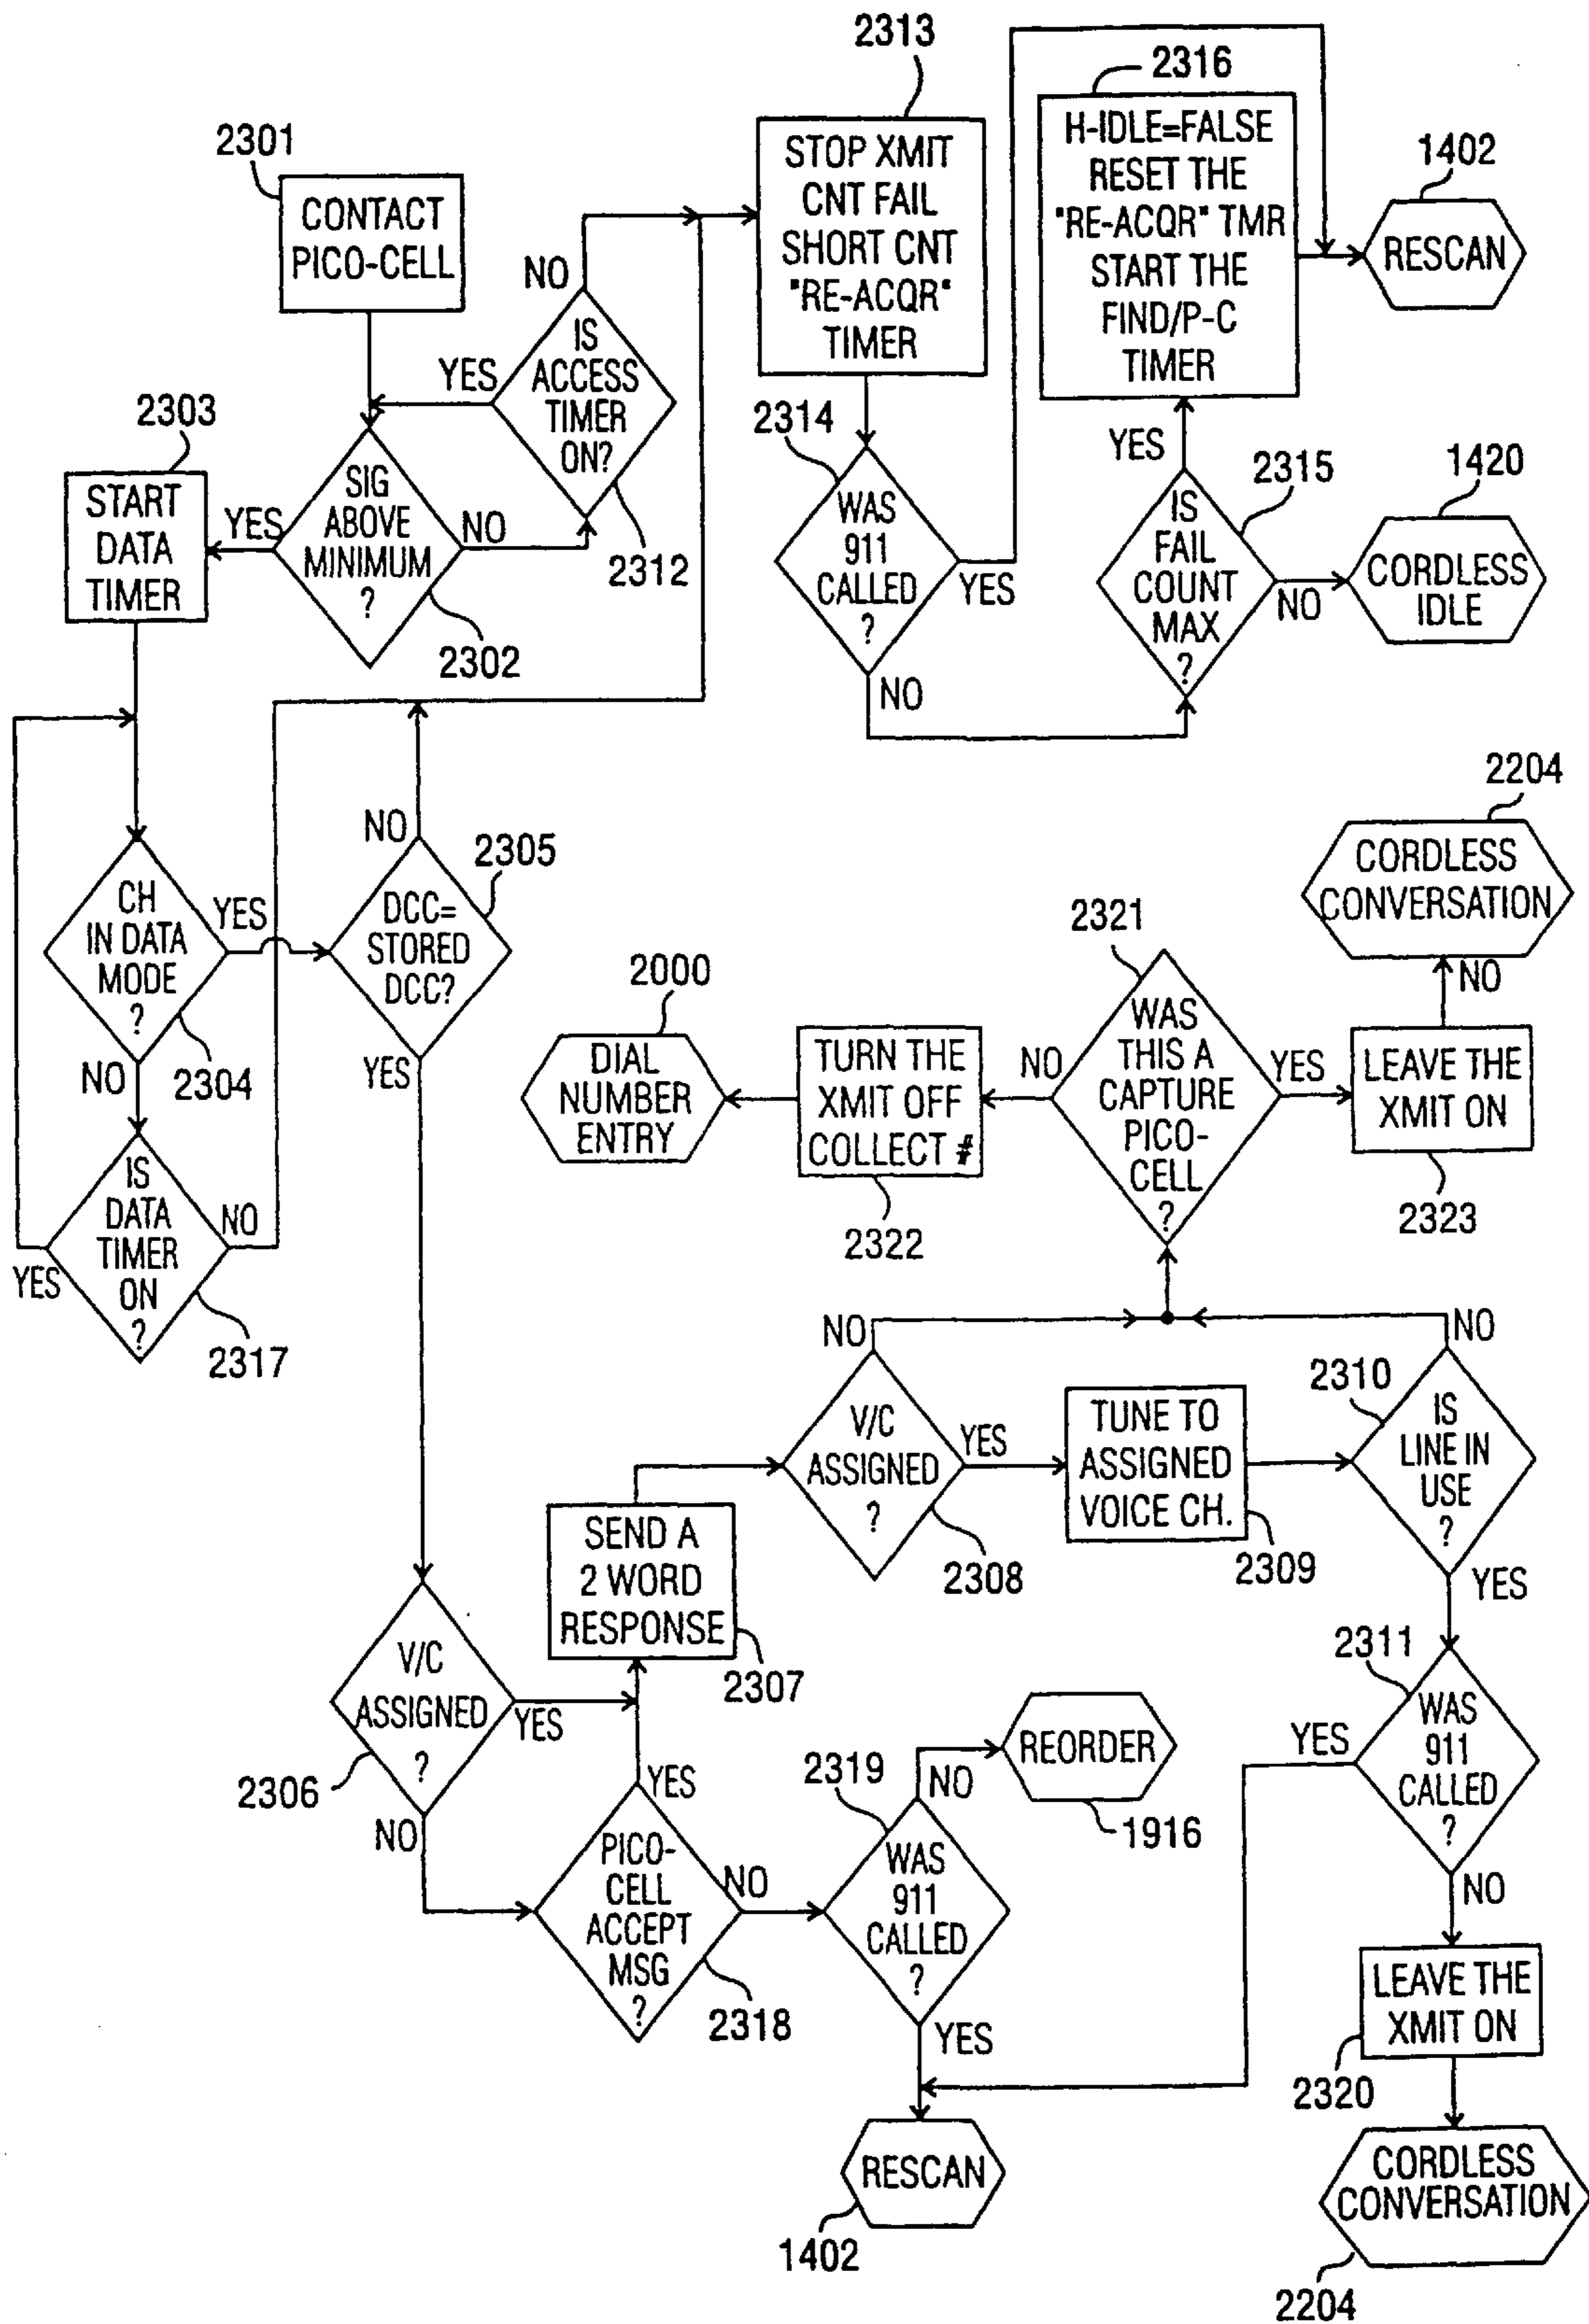 2313
2316
H-IDLE=FALSE
RESET THE
"RE-ACQR" TMR
START THE
FIND/P-C
TIMER
STOP XMIT
CNT FAIL
SHORT CNT
"RE-ACQR"
TIMER
2301
CONTACT
PICO-CELL
1402
RESCAN
NO
IS
ACCESS
TIMER
ON?
YES
2312
2303
START
DATA
TIMER
YES
SIG
ABOVE
MINIMUM
?
NO
2302
2314
WAS
911
CALLED
?
YES
NO
YES
2315
IS
FAIL
COUNT
MAX
?
NO
1420
CORDLESS
IDLE
CH
IN DATA
MODE
?
YES
NO
2304
NO
2305
DCC=
STORED
DCC?
YES
IS
DATA
TIMER
ON
?
NO
YES
2317
2204
CORDLESS
CONVERSATION
NO
2000
DIAL
NUMBER
ENTRY
TURN THE
XMIT OFF
COLLECT #
2322
NO
2321
WAS
THIS A
CAPTURE
PICO-
CELL
?
YES
LEAVE THE
XMIT ON
2323
NO
V/C
ASSIGNED
?
YES
2308
TUNE TO
ASSIGNED
VOICE CH.
2309
NO
2310
IS
LINE IN
USE
?
YES
SEND A
2 WORD
RESPONSE
2307
V/C
ASSIGNED
?
YES
2306
NO
YES
PICO-
CELL
ACCEPT
MSG
?
NO
2318
2319
WAS
911
CALLED
?
NO
YES
REORDER
1916
2311
WAS
911
CALLED
?
YES
NO
LEAVE THE
XMIT ON
2320
RESCAN
1402
CORDLESS
CONVERSATION
2204